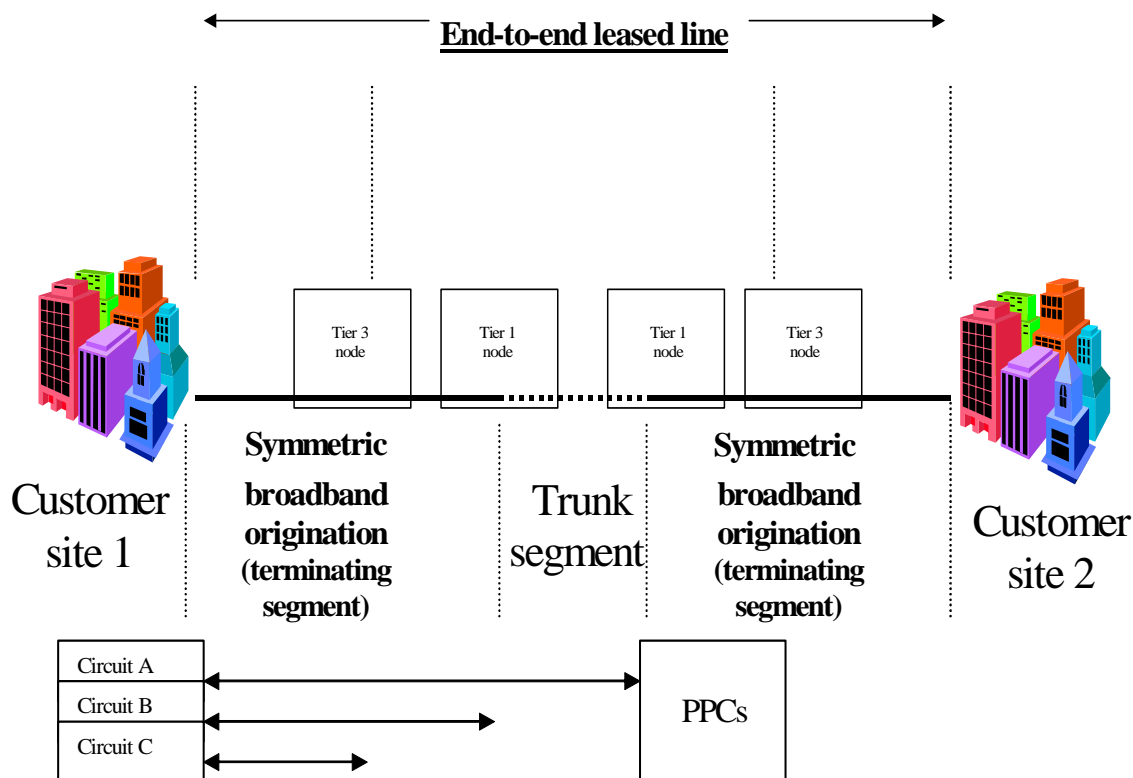 End-to-end leased line
Tier 3
node
Tier 1
node
Tier 1
node
Tier 3
node
Customer
site 1
Symmetric
broadband
origination
(terminating
segment)
Trunk
segment
Symmetric
broadband
origination
(terminating
segment)
Customer
site 2
Circuit A
Circuit B
Circuit C
PPCs